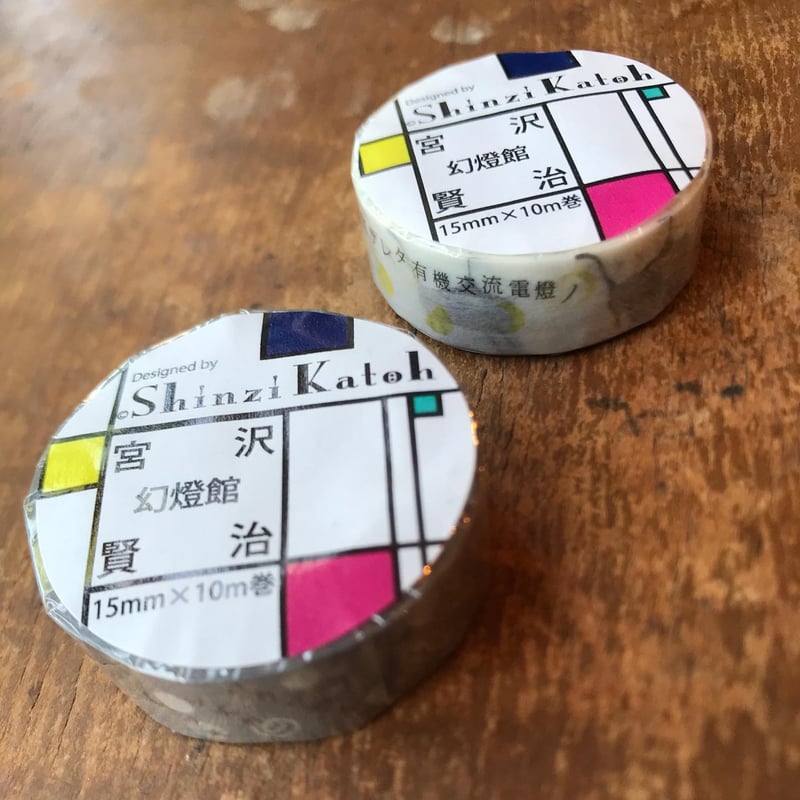 Designed by
©Shinzi Katoh
宮沢
幻燈館
賢治
15mm×10m巻
レタ有機交流電燈ノ
Designed by
©Shinzi Katoh
宮沢
幻燈館
賢治
15mm×10m巻